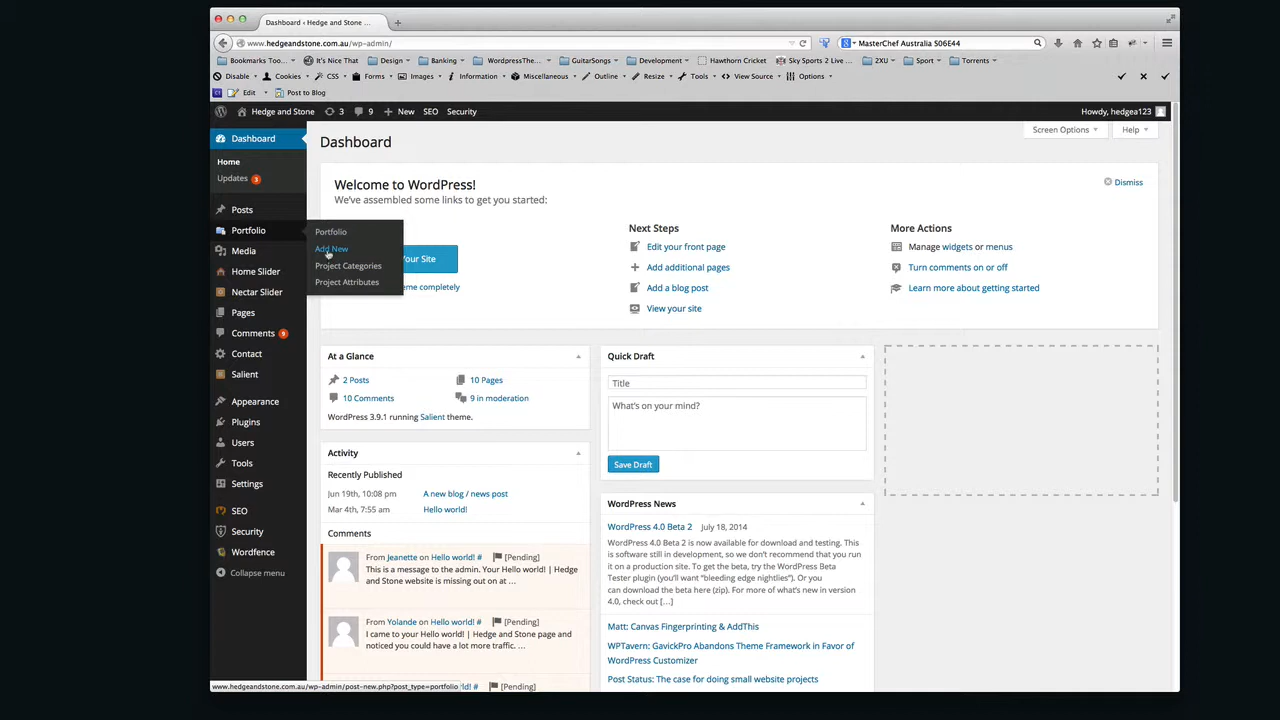 Dashboard ‹ Hedge and Stone ...
www.hedgeandstone.com.au/wp-admin/
MasterChef Australia S06E44
Bookmarks Too...
It's Nice That
Design
Banking
WordpressThe...
GuitarSongs
Development
Hawthorn Cricket
Sky Sports 2 Live ...
2XU
Sport
Torrents
Disable
Cookies
CSS
Forms
Images
Information
Miscellaneous
Outline
Resize
Tools
View Source
Options
Edit
Post to Blog
Hedge and Stone
3
9
New
SEO
Security
Howdy, hedgea123
Dashboard
Home
Updates 3
Posts
Portfolio
Media
Home Slider
Nectar Slider
Pages
Comments 9
Contact
Salient
Appearance
Plugins
Users
Tools
Settings
SEO
Security
Wordfence
Collapse menu
Portfolio
Add New
Project Categories
Project Attributes
Dashboard
Screen Options
Help
Welcome to WordPress!
We've assembled some links to get you started:
Dismiss
Your Site
eme completely
Next Steps
Edit your front page
Add additional pages
Add a blog post
View your site
More Actions
Manage widgets or menus
Turn comments on or off
Learn more about getting started
At a Glance
2 Posts
10 Pages
10 Comments
9 in moderation
WordPress 3.9.1 running Salient theme.
Activity
Recently Published
Jun 19th, 10:08 pm
A new blog / news post
Mar 4th, 7:55 am
Hello world!
Comments
From Jeanette on Hello world! # [Pending]
This is a message to the admin. Your Hello world! | Hedge
and Stone website is missing out on at ...
From Yolande on Hello world! # [Pending]
I came to your Hello world! | Hedge and Stone page and
noticed you could have a lot more traffic. ...
ld! # [Pending]
Quick Draft
Title
What's on your mind?
Save Draft
WordPress News
WordPress 4.0 Beta 2 July 18, 2014
WordPress 4.0 Beta 2 is now available for download and testing. This
is software still in development, so we don't recommend that you run
it on a production site. To get the beta, try the WordPress Beta
Tester plugin (you'll want "bleeding edge nightlies"). Or you
can download the beta here (zip). For more of what's new in version
4.0, check out [...]
Matt: Canvas Fingerprinting & AddThis
WPTavern: GavickPro Abandons Theme Framework in Favor of
WordPress Customizer
Post Status: The case for doing small website projects
www.hedgeandstone.com.au/wp-admin/post-new.php?post_type=portfolio